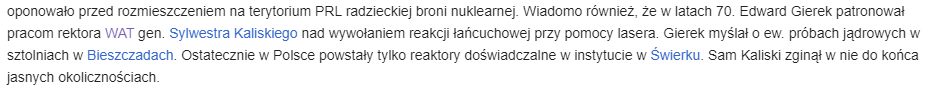 oponowało przed rozmieszczeniem na terytorium PRL radzieckiej broni nuklearnej. Wiadomo również, że w latach 70. Edward Gierek patronował
pracom rektora WAT gen. Sylwestra Kaliskiego nad wywołaniem reakcji łańcuchowej przy pomocy lasera. Gierek myślał o ew. próbach jądrowych w
sztolniach w Bieszczadach. Ostatecznie w Polsce powstały tylko reaktory doświadczalne w instytucie w Świerku. Sam Kaliski zginął w nie do końca
jasnych okolicznościach.